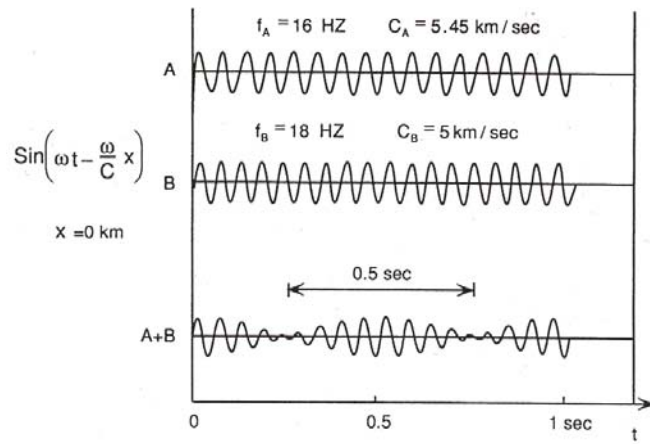 f_A = 16 HZ C_A = 5.45 km/sec
A
f_B = 18 HZ C_B = 5 km/sec
Sin(ωt − ω/C x)
B
x = 0 km
0.5 sec
A+B
0 0.5 1 sec t